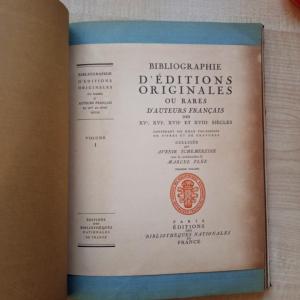 BIBLIOGRAPHIE
D'ÉDITIONS
ORIGINALES
OU RARES
D'AUTEURS FRANÇAIS
DES
XVe, XVIe, XVIIe ET XVIIIe SIÈCLES
COLLIGÉE
PAR
AVENIR TCHEMERZINE
MARCEL PLÉE
PARIS
ÉDITIONS
DES
BIBLIOTHÈQUES NATIONALES
DE
FRANCE
BIBLIOGRAPHIE
D'ÉDITIONS
ORIGINALES
OU RARES
D'AUTEURS FRANÇAIS
VOLUME
I
ÉDITIONS
DES
BIBLIOTHÈQUES
NATIONALES
DE FRANCE